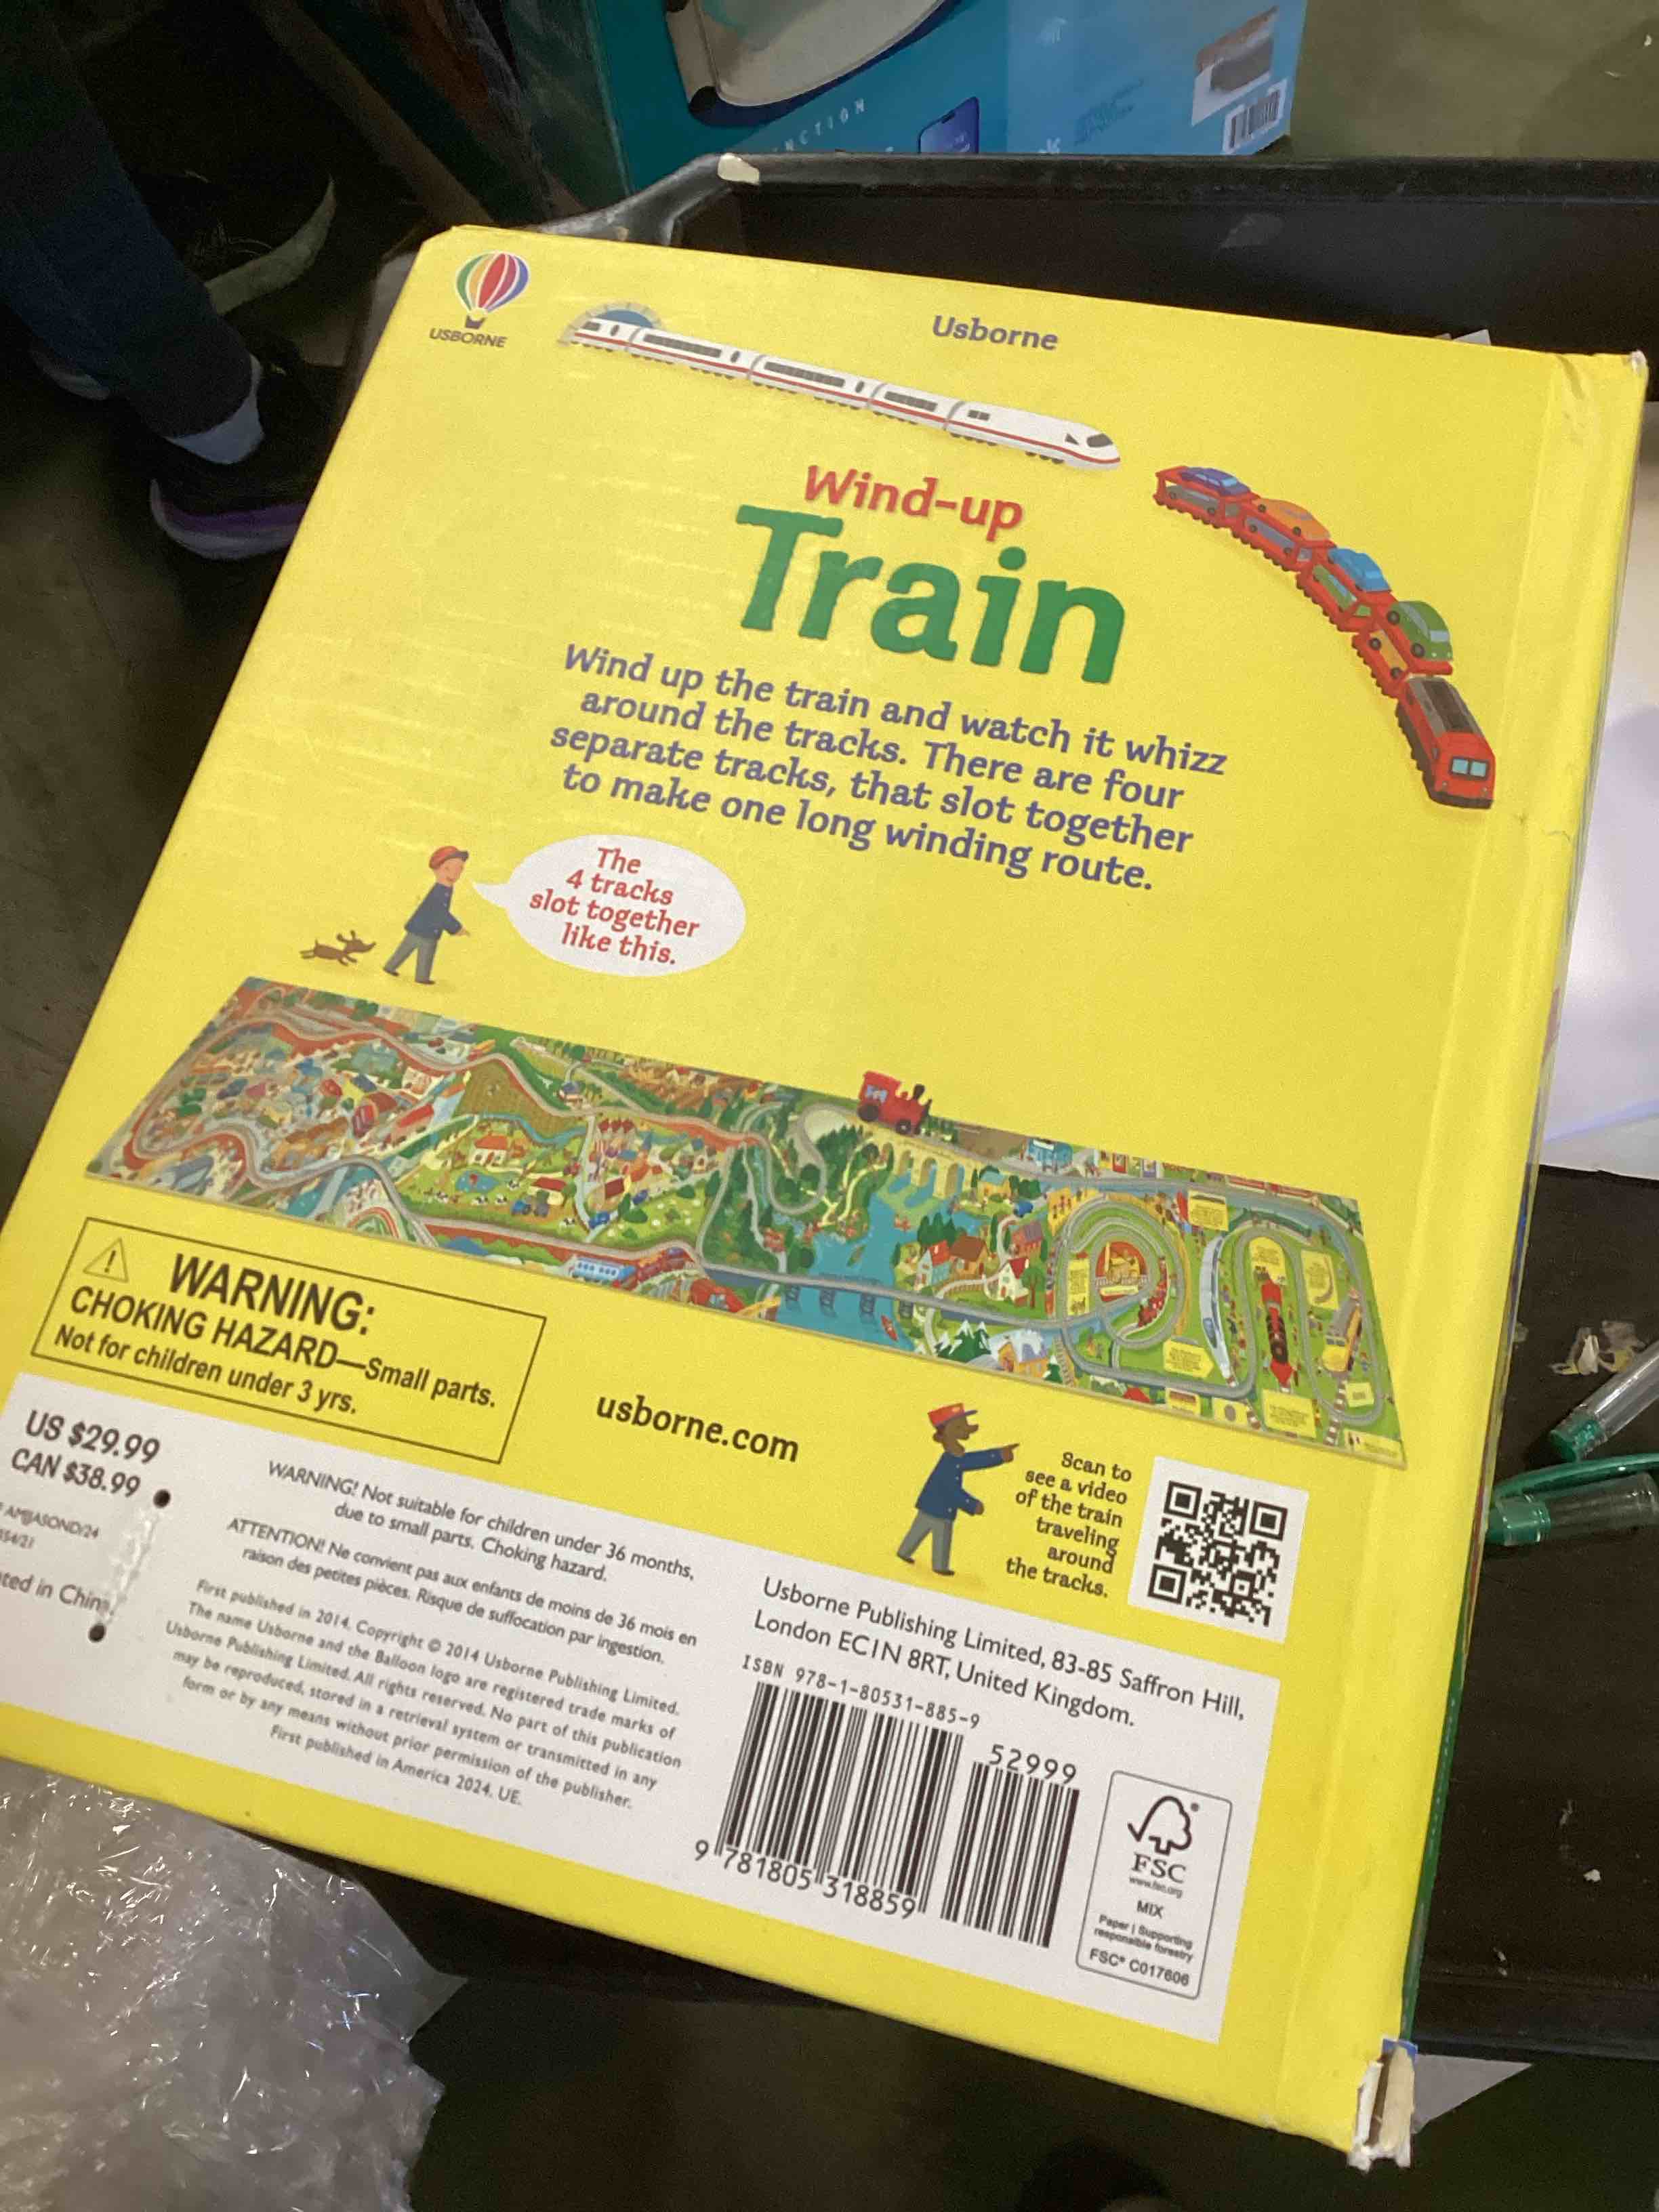 NCTION
USBORNE
Usborne
Wind-up
Train
Wind up the train and watch it whizz
around the tracks. There are four
separate tracks, that slot together
to make one long winding route.
The
4 tracks
slot together
like this.
WARNING:
CHOKING HAZARD—Small parts.
Not for children under 3 yrs.
usborne.com
Scan to
see a video
of the train
traveling
around
the tracks.
US $29.99
CAN $38.99
AMJJASOND/24
354/21
ted in China
WARNING! Not suitable for children under 36 months,
due to small parts. Choking hazard.
ATTENTION! Ne convient pas aux enfants de moins de 36 mois en
raison des petites pièces. Risque de suffocation par ingestion.
First published in 2014. Copyright © 2014 Usborne Publishing Limited.
The name Usborne and the Balloon logo are registered trade marks of
Usborne Publishing Limited. All rights reserved. No part of this publication
may be reproduced, stored in a retrieval system or transmitted in any
form or by any means without prior permission of the publisher.
First published in America 2024. UE.
Usborne Publishing Limited, 83-85 Saffron Hill,
London EC1N 8RT, United Kingdom.
ISBN 978-1-80531-885-9
52999
9 781805 318859
FSC
www.fsc.org
MIX
Paper | Supporting
responsible forestry
FSC® C017606